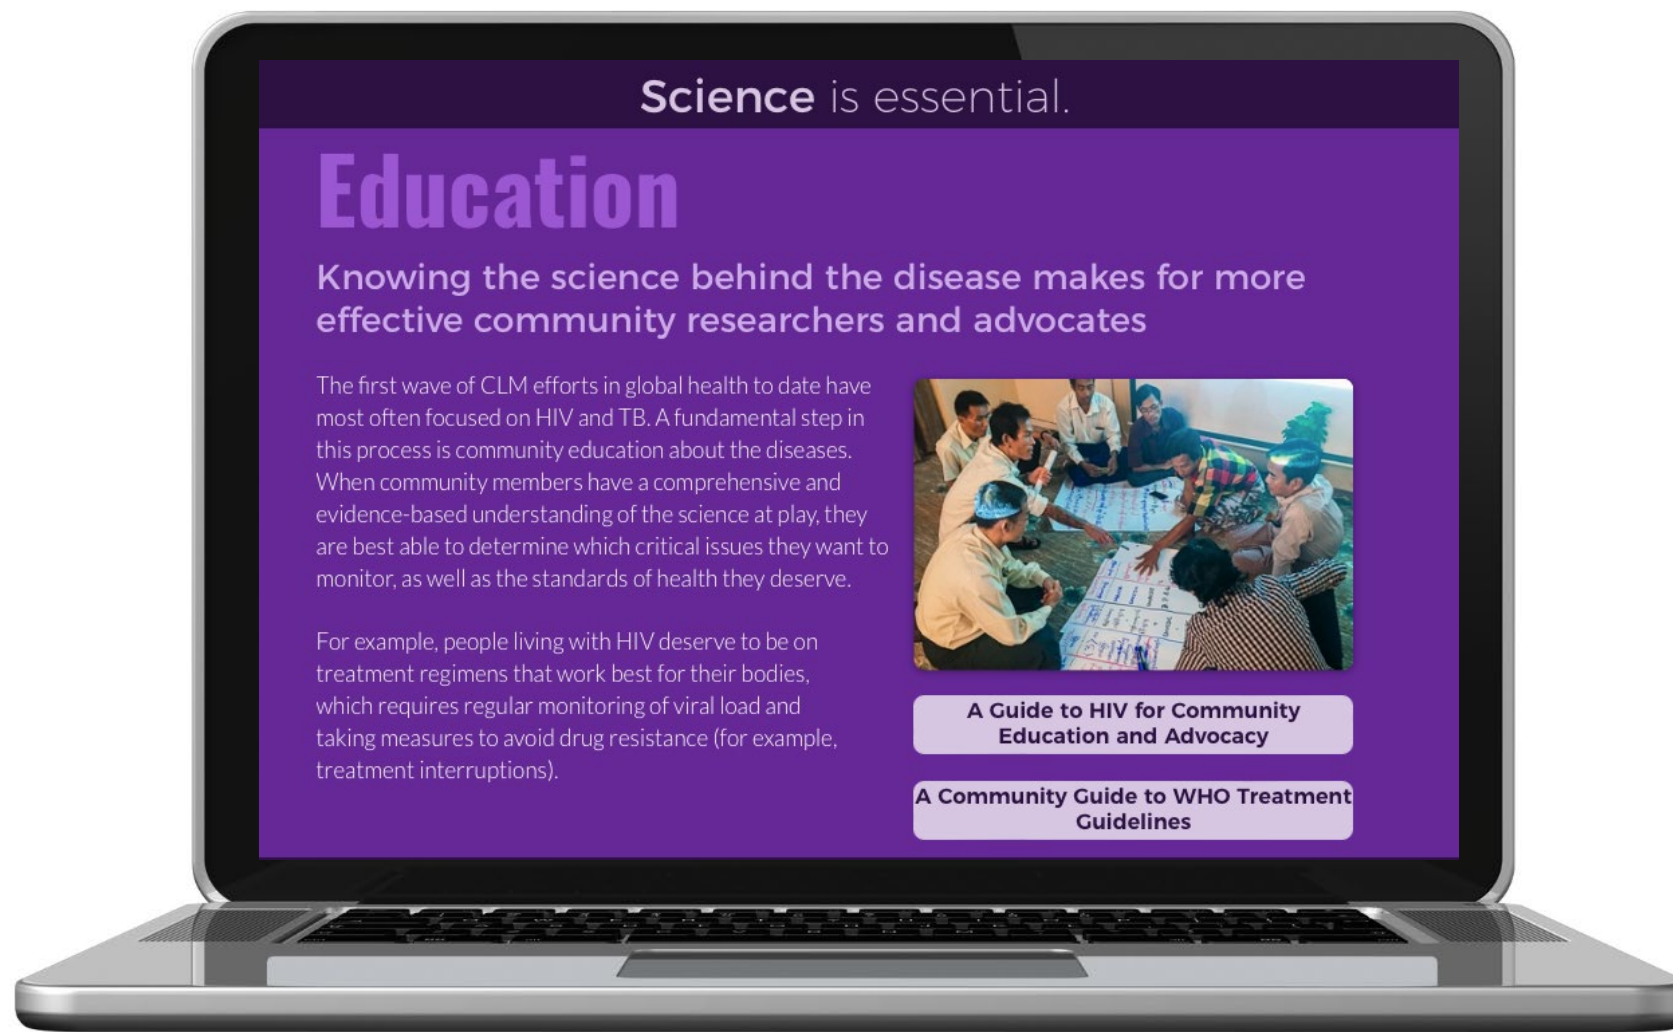 Science is essential.
Education
Knowing the science behind the disease makes for more
effective community researchers and advocates
The first wave of CLM efforts in global health to date have
most often focused on HIV and TB. A fundamental step in
this process is community education about the diseases.
When community members have a comprehensive and
evidence-based understanding of the science at play, they
are best able to determine which critical issues they want to
monitor, as well as the standards of health they deserve.
For example, people living with HIV deserve to be on
treatment regimens that work best for their bodies,
which requires regular monitoring of viral load and
taking measures to avoid drug resistance (for example,
treatment interruptions).
A Guide to HIV for Community
Education and Advocacy
A Community Guide to WHO Treatment
Guidelines